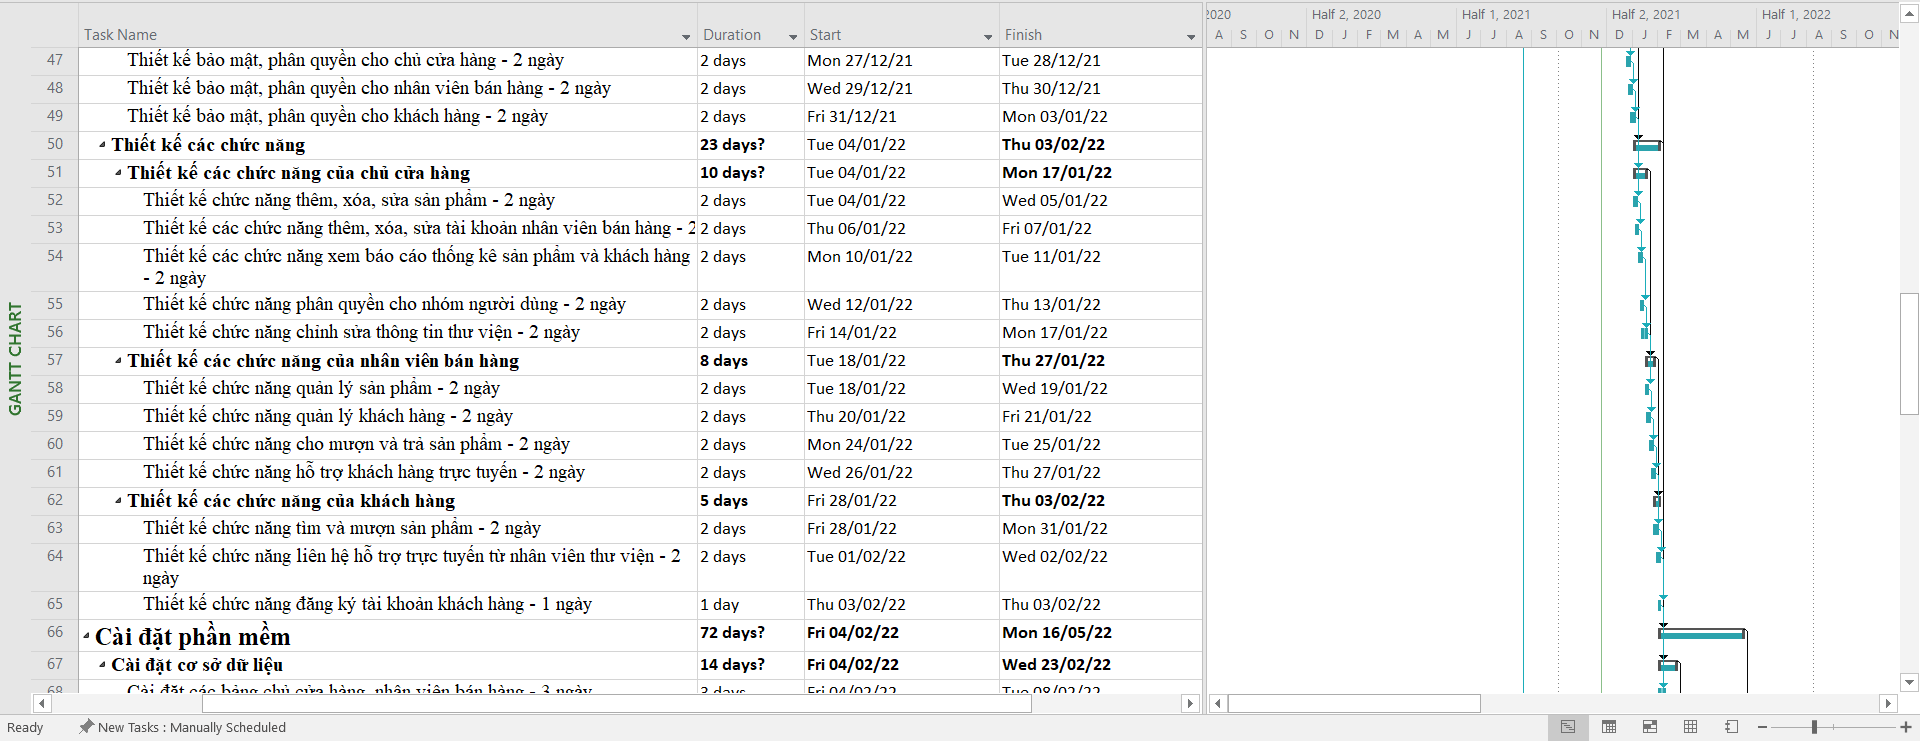 Task Name Duration Start Finish
2020 Half 2, 2020 Half 1, 2021 Half 2, 2021 Half 1, 2022
A S O N D J F M A M J J A S O N D J F M A M J J A S O N
47 Thiết kế bảo mật, phân quyền cho chủ cửa hàng - 2 ngày 2 days Mon 27/12/21 Tue 28/12/21
48 Thiết kế bảo mật, phân quyền cho nhân viên bán hàng - 2 ngày 2 days Wed 29/12/21 Thu 30/12/21
49 Thiết kế bảo mật, phân quyền cho khách hàng - 2 ngày 2 days Fri 31/12/21 Mon 03/01/22
50 Thiết kế các chức năng 23 days? Tue 04/01/22 Thu 03/02/22
51 Thiết kế các chức năng của chủ cửa hàng 10 days? Tue 04/01/22 Mon 17/01/22
52 Thiết kế chức năng thêm, xóa, sửa sản phẩm - 2 ngày 2 days Tue 04/01/22 Wed 05/01/22
53 Thiết kế các chức năng thêm, xóa, sửa tài khoản nhân viên bán hàng - 2 2 days Thu 06/01/22 Fri 07/01/22
54 Thiết kế các chức năng xem báo cáo thống kê sản phẩm và khách hàng 2 days Mon 10/01/22 Tue 11/01/22
- 2 ngày
55 Thiết kế chức năng phân quyền cho nhóm người dùng - 2 ngày 2 days Wed 12/01/22 Thu 13/01/22
56 Thiết kế chức năng chỉnh sửa thông tin thư viện - 2 ngày 2 days Fri 14/01/22 Mon 17/01/22
57 Thiết kế các chức năng của nhân viên bán hàng 8 days Tue 18/01/22 Thu 27/01/22
58 Thiết kế chức năng quản lý sản phẩm - 2 ngày 2 days Tue 18/01/22 Wed 19/01/22
59 Thiết kế chức năng quản lý khách hàng - 2 ngày 2 days Thu 20/01/22 Fri 21/01/22
60 Thiết kế chức năng cho mượn và trả sản phẩm - 2 ngày 2 days Mon 24/01/22 Tue 25/01/22
61 Thiết kế chức năng hỗ trợ khách hàng trực tuyến - 2 ngày 2 days Wed 26/01/22 Thu 27/01/22
62 Thiết kế các chức năng của khách hàng 5 days Fri 28/01/22 Thu 03/02/22
63 Thiết kế chức năng tìm và mượn sản phẩm - 2 ngày 2 days Fri 28/01/22 Mon 31/01/22
64 Thiết kế chức năng liên hệ hỗ trợ trực tuyến từ nhân viên thư viện - 2 2 days Tue 01/02/22 Wed 02/02/22
ngày
65 Thiết kế chức năng đăng ký tài khoản khách hàng - 1 ngày 1 day Thu 03/02/22 Thu 03/02/22
66 Cài đặt phần mềm 72 days? Fri 04/02/22 Mon 16/05/22
67 Cài đặt cơ sở dữ liệu 14 days? Fri 04/02/22 Wed 23/02/22
68 Cài đặt các bảng chủ cửa hàng, nhân viên bán hàng - 3 ngày 3 days Fri 04/02/22 Tue 08/02/22
GANTT CHART
Ready New Tasks : Manually Scheduled